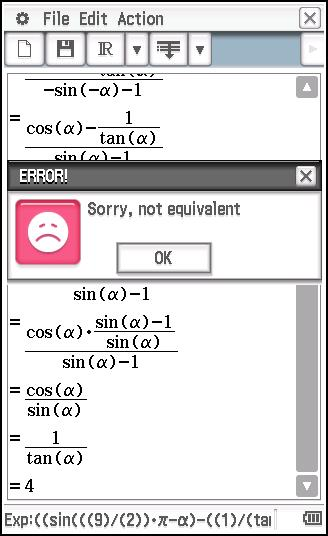 File Edit Action
ℝ
tan(α)
-sin(-α)-1
= cos(α)- 1
tan(α)
sin(α)-1
ERROR!
Sorry, not equivalent
OK
sin(α)-1
= cos(α)· sin(α)-1
sin(α)
sin(α)-1
= cos(α)
sin(α)
= 1
tan(α)
=4
Exp:((sin(((9)/(2))·π-α)-((1)/(tan